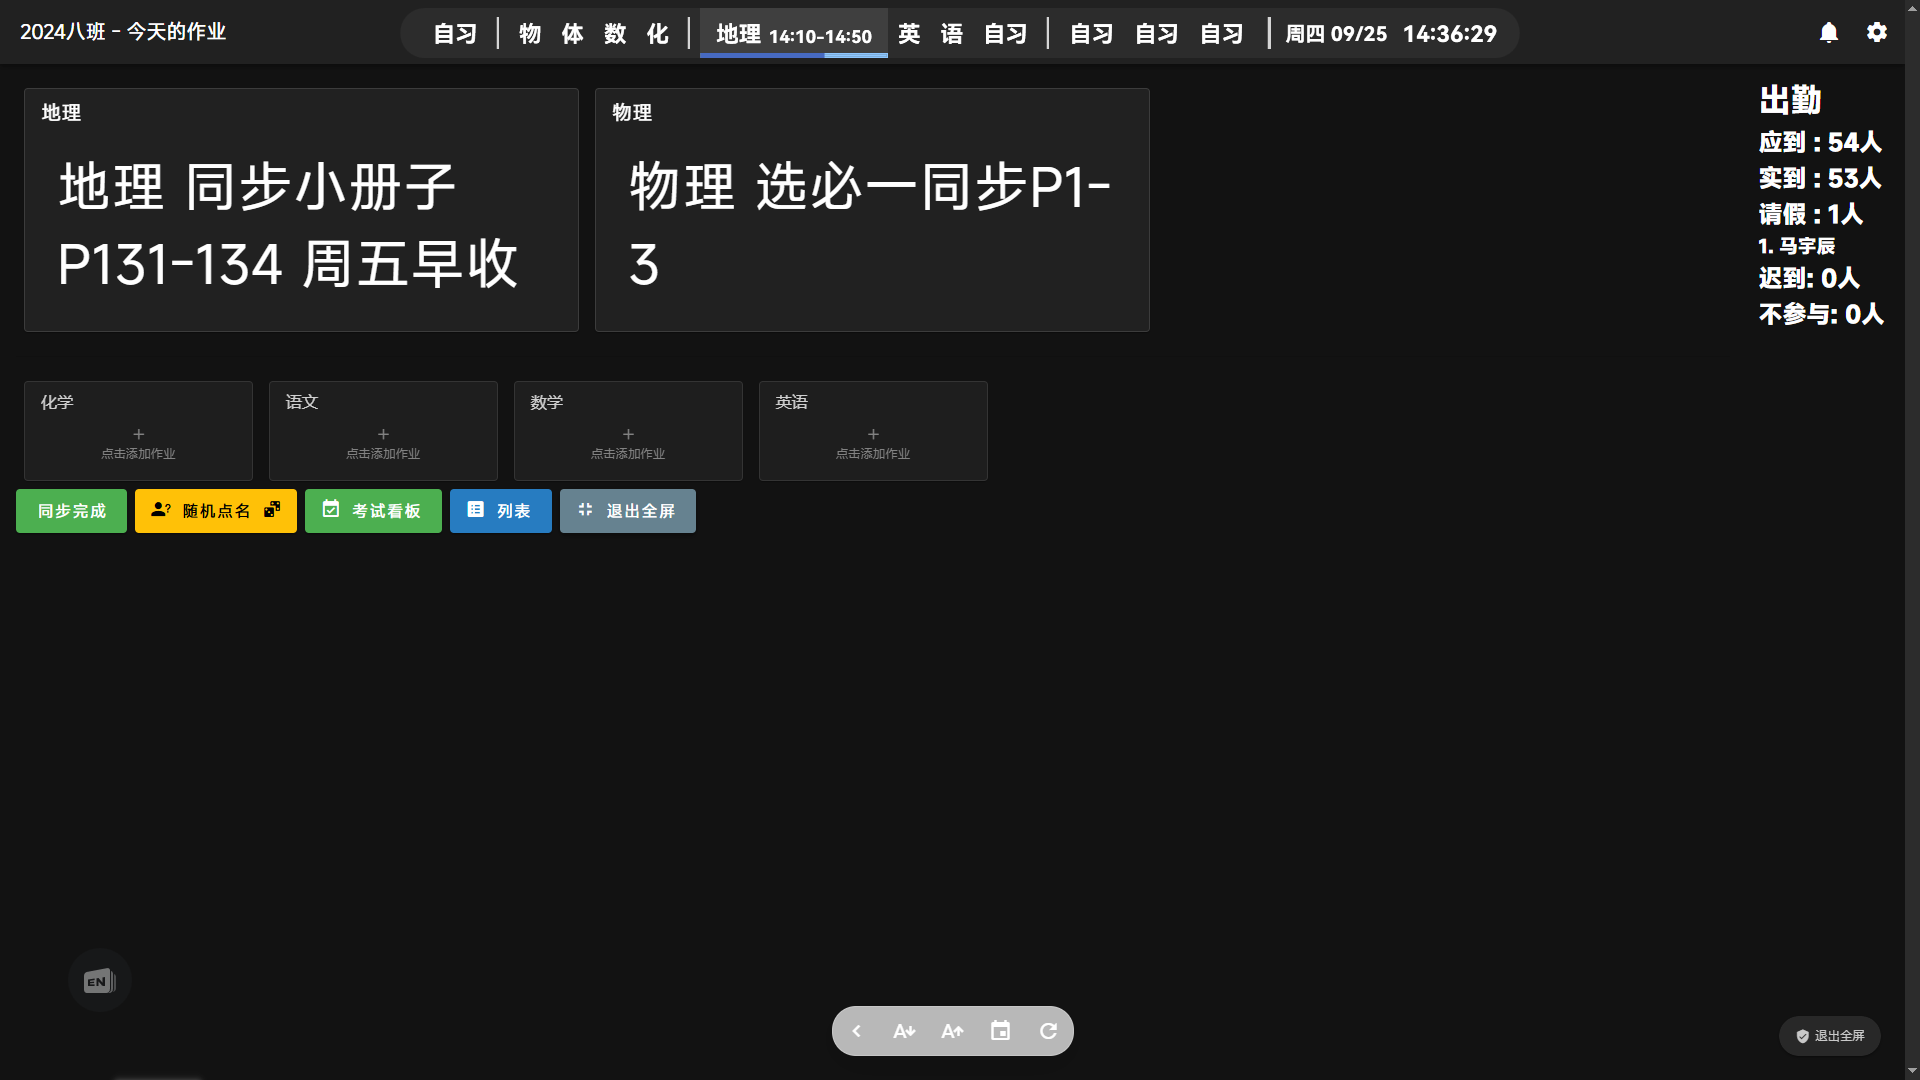 2024八班 - 今天的作业
自习 物 体 数 化 地理 14:10-14:50 英 语 自习 自习 自习 自习 周四 09/25 14:36:29
地理
地理 同步小册子
P131-134 周五早收
物理
物理 选必一同步P1-
3
出勤
应到 : 54人
实到 : 53人
请假 : 1人
1. 马宇辰
迟到: 0人
不参与: 0人
化学
点击添加作业
语文
点击添加作业
数学
点击添加作业
英语
点击添加作业
同步完成 随机点名 考试看板 列表 退出全屏
EN
退出全屏